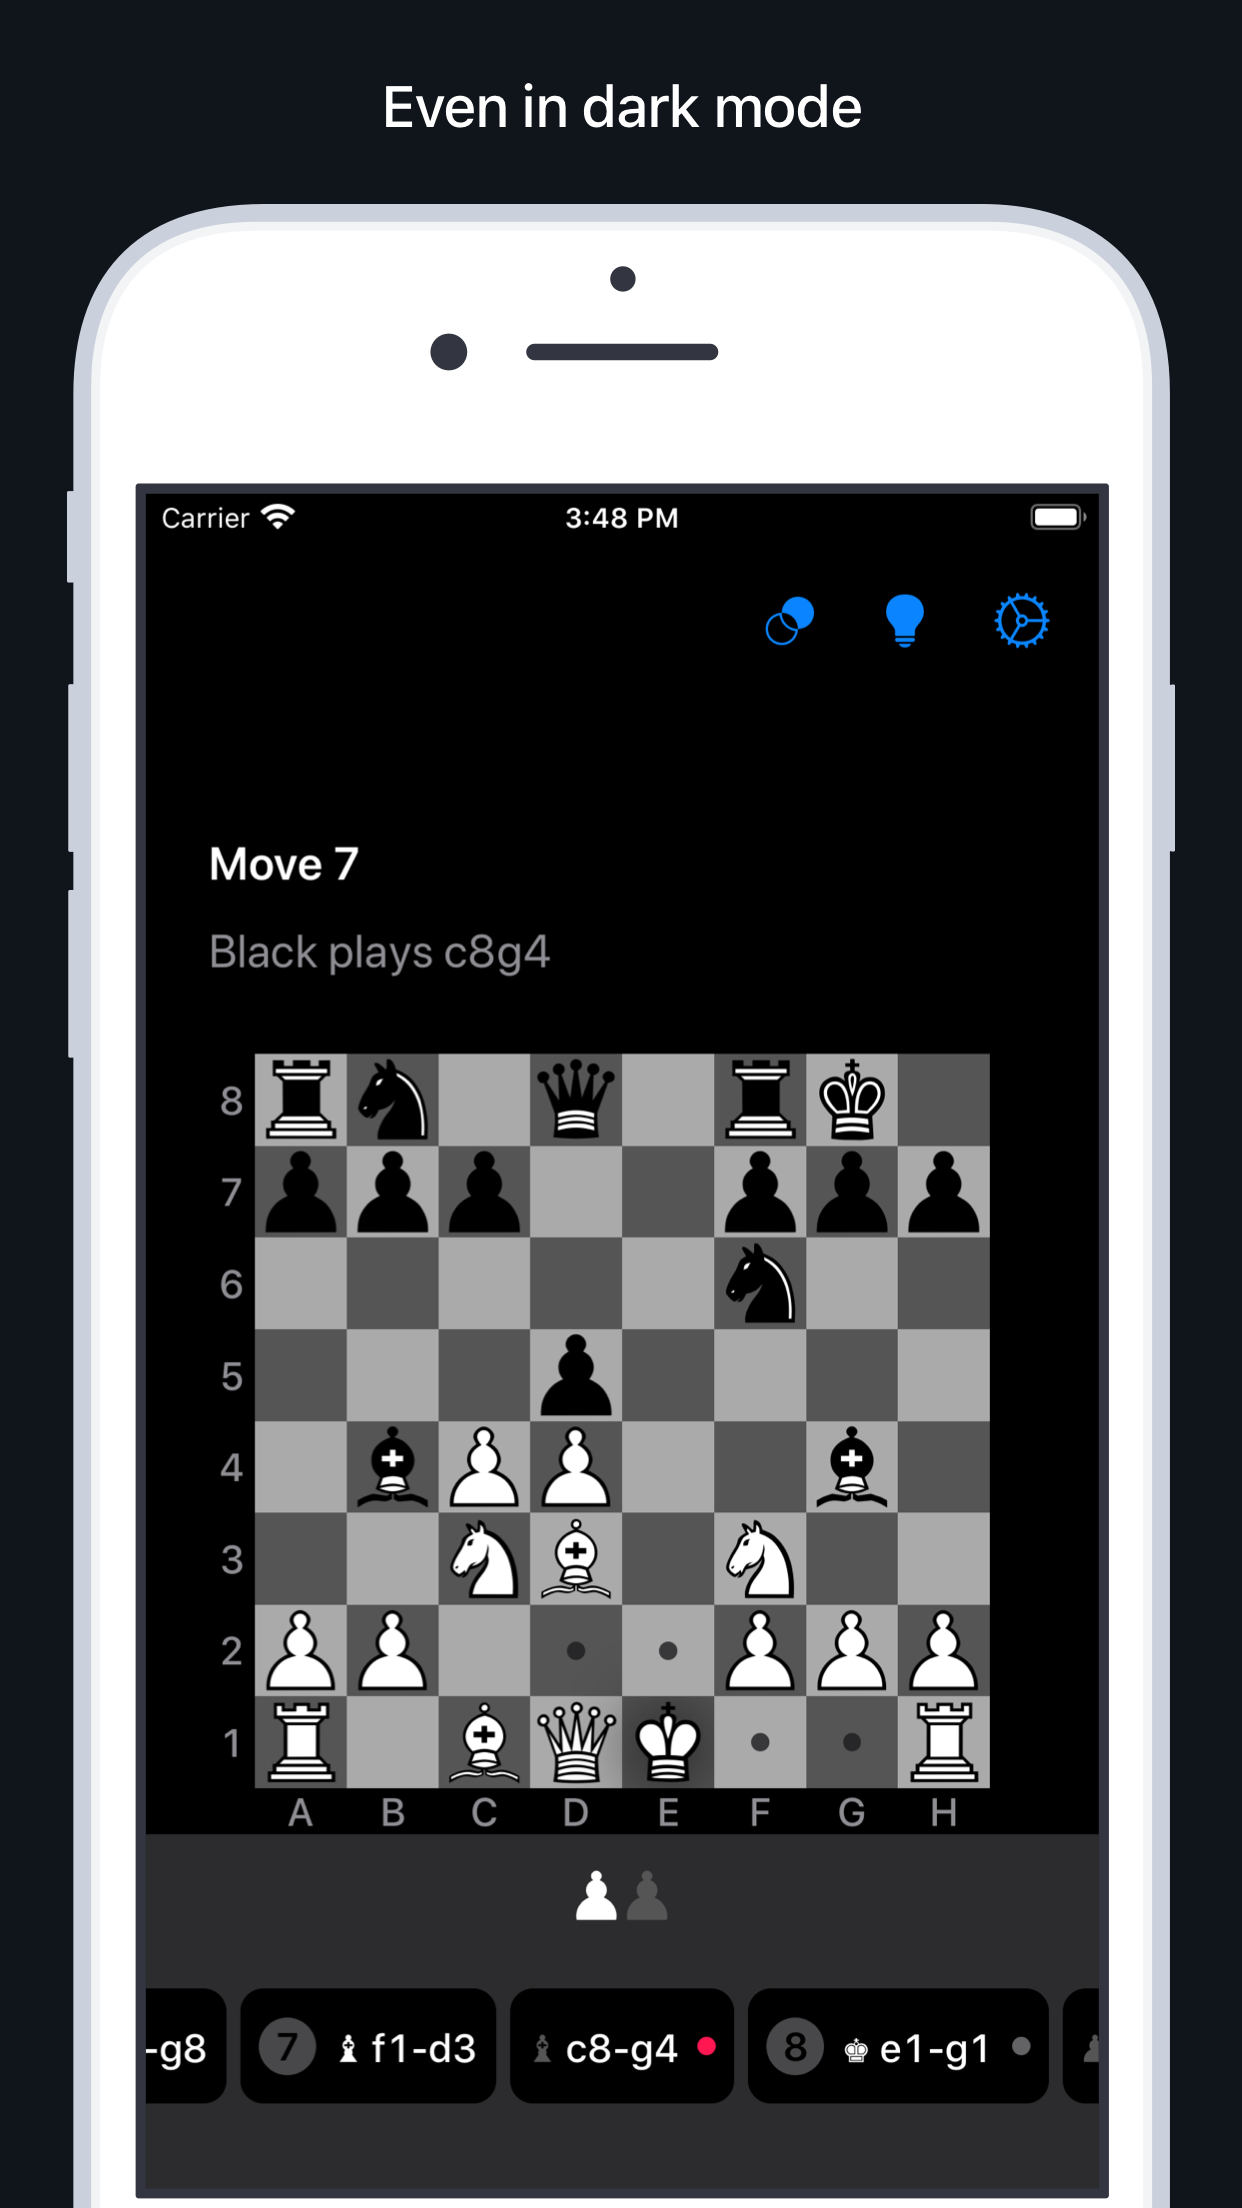 Even in dark mode
Carrier
3:48 PM
Move 7
Black plays c8g4
8
7
6
5
4
3
2
1
A B C D E F G H
-g8
7 f1-d3
c8-g4
8 e1-g1